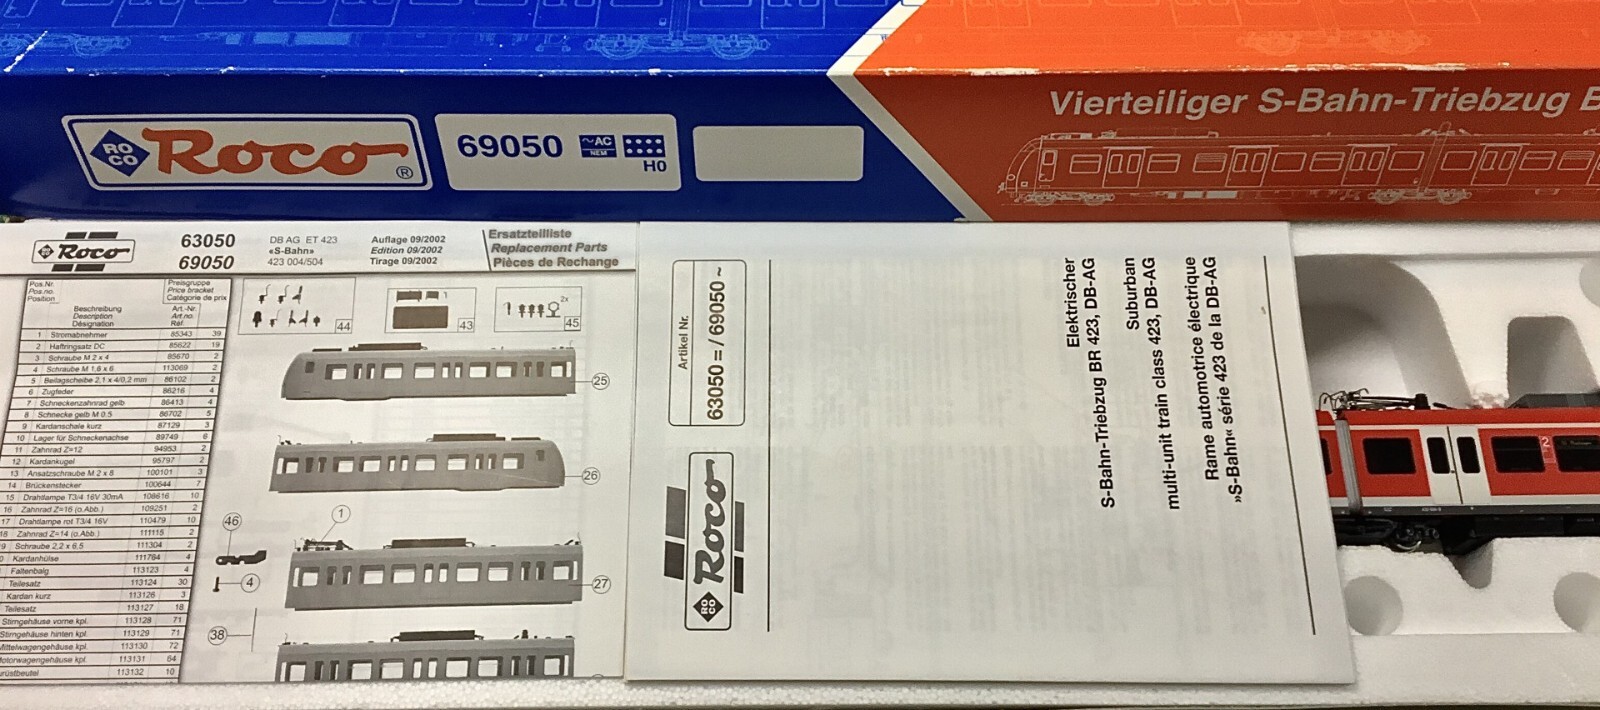 RO
CO
Roco
®
69050
~AC
NEM
H0
Vierteiliger S-Bahn-Triebzug B
Roco
63050
69050
DB AG ET 423
«S-Bahn»
423 004/504
Auflage 09/2002
Edition 09/2002
Tirage 09/2002
Ersatzteilliste
Replacement Parts
Pièces de Rechange
Pos.Nr.
Pos.no.
Position
Beschreibung
Description
Désignation
Preisgruppe
Price bracket
Catégorie de prix
Art.-Nr.
Art.no.
Réf.
1 Stromabnehmer 85343 39
2 Haftringsatz DC 85622 19
3 Schraube M 2 x 4 85670 2
4 Schraube M 1,6 x 6 113069 2
5 Beilagscheibe 2,1 x 4/0,2 mm 86102 2
6 Zugfeder 86216 4
7 Schneckenzahnrad gelb 86413 4
8 Schnecke gelb M 0.5 86702 5
9 Kardanschale kurz 87129 3
10 Lager für Schneckenachse 89749 6
11 Zahnrad Z=12 94953 2
12 Kardankugel 95797 2
13 Ansatzschraube M 2 x 8 100101 3
14 Brückenstecker 100644 7
15 Drahtlampe T3/4 16V 30mA 108616 10
16 Zahnrad Z=16 (o.Abb.) 109251 2
17 Drahtlampe rot T3/4 16V 110479 10
18 Zahnrad Z=14 (o.Abb.) 111115 2
9 Schraube 2,2 x 6,5 111304 2
0 Kardanhülse 111764 4
Faltenbalg 113123 4
Teilesatz 113124 30
Kardan kurz 113126 3
Teilesatz 113127 18
Stirngehäuse vorne kpl. 113128 71
Stirngehäuse hinten kpl. 113129 71
Mittelwagengehäuse kpl. 113130 72
otorwagengehäuse kpl. 113131 64
urüstbeutel 113132 10
44
43
2x
45
25
26
1
46
4
27
38
Artikel Nr.
63050 = / 69050 ~
RO
CO
Roco
Elektrischer
S-Bahn-Triebzug BR 423, DB-AG
Suburban
multi-unit train class 423, DB-AG
Rame automotrice électrique
»S-Bahn« série 423 de la DB-AG
2